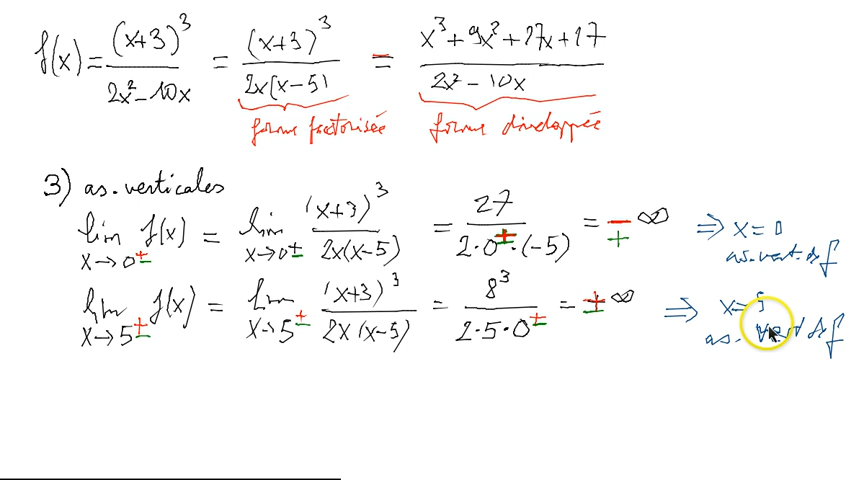 f(x) = (x+3)³ / (2x² – 10x) = (x+3)³ / (2x(x–5)) = (x³ + 9x² + 27x + 27) / (2x² – 10x)
forme factorisée forme développée
3) as. verticales
lim x→0± f(x) = lim x→0± (x+3)³ / (2x(x–5)) = 27 / (2·0±·(–5)) = ∓∞ ⇒ x = 0
as. vert. de f
lim x→5± f(x) = lim x→5± (x+3)³ / (2x(x–5)) = 8³ / (2·5·0±) = ±∞ ⇒ x = 5
as. vert de f